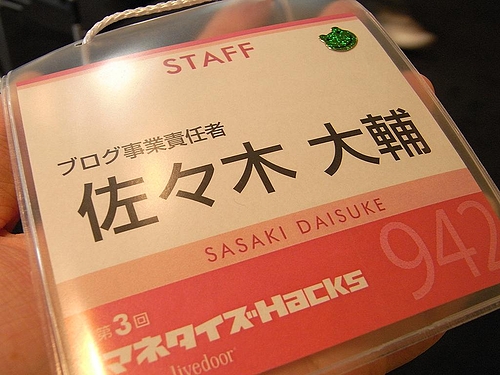 STAFF
ブログ事業責任者
佐々木 大輔
SASAKI DAISUKE
942
第3回
マネタイズHacks
livedoor